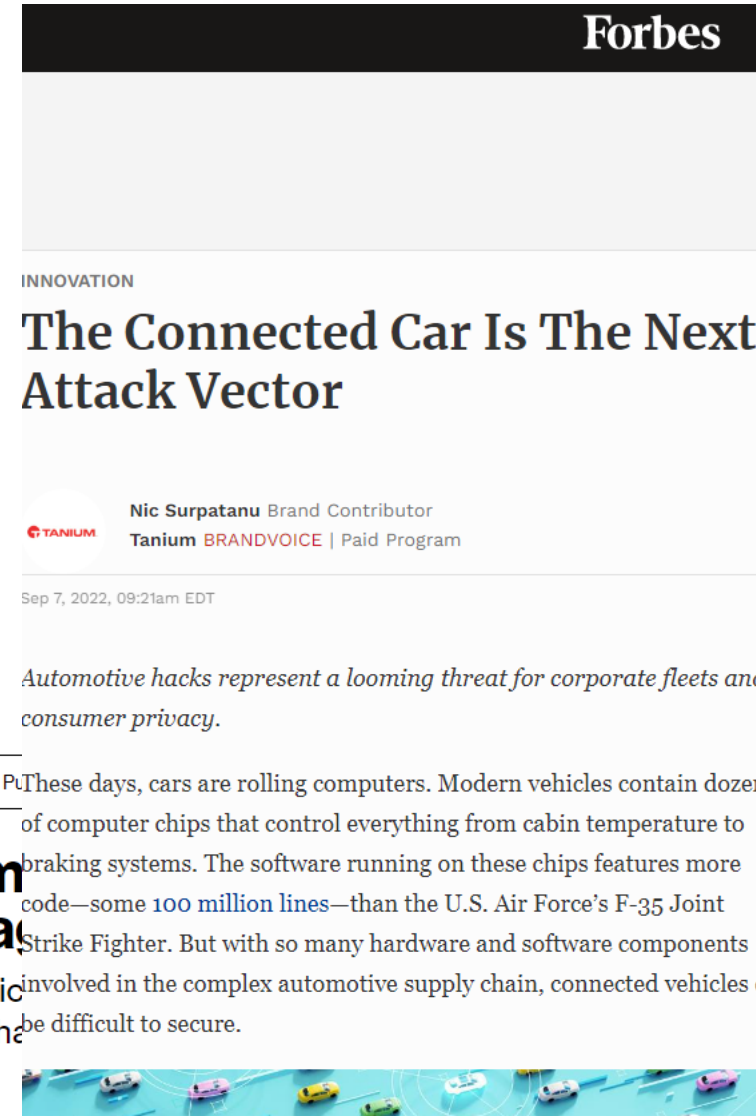 Forbes
INNOVATION
The Connected Car Is The Next
Attack Vector
TANIUM
Nic Surpatanu Brand Contributor
Tanium BRANDVOICE | Paid Program
Sep 7, 2022, 09:21am EDT
Automotive hacks represent a looming threat for corporate fleets
consumer privacy.
These days, cars are rolling computers. Modern vehicles contain
of computer chips that control everything from cabin temperature to
braking systems. The software running on these chips features more
code—some 100 million lines—than the U.S. Air Force’s F-35 Joint
Strike Fighter. But with so many hardware and software components
involved in the complex automotive supply chain, connected vehicles
be difficult to secure.